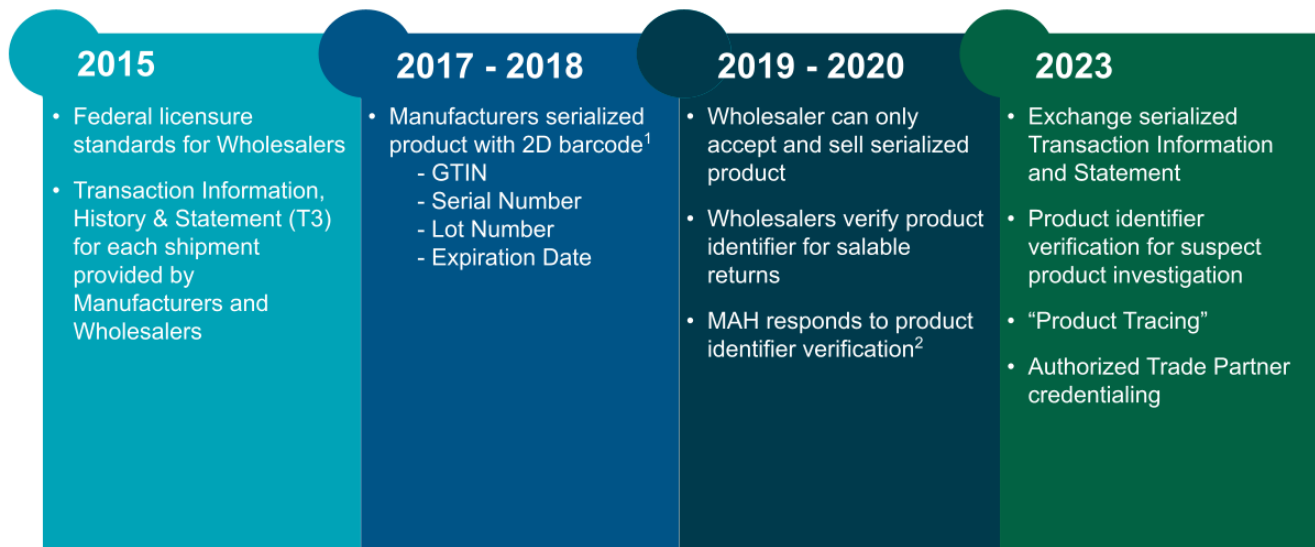 2015
• Federal licensure
standards for Wholesalers
• Transaction Information,
History & Statement (T3)
for each shipment
provided by
Manufacturers and
Wholesalers
2017 - 2018
• Manufacturers serialized
product with 2D barcode¹
- GTIN
- Serial Number
- Lot Number
- Expiration Date
2019 - 2020
• Wholesaler can only
accept and sell serialized
product
• Wholesalers verify product
identifier for salable
returns
• MAH responds to product
identifier verification²
2023
• Exchange serialized
Transaction Information
and Statement
• Product identifier
verification for suspect
product investigation
• “Product Tracing”
• Authorized Trade Partner
credentialing